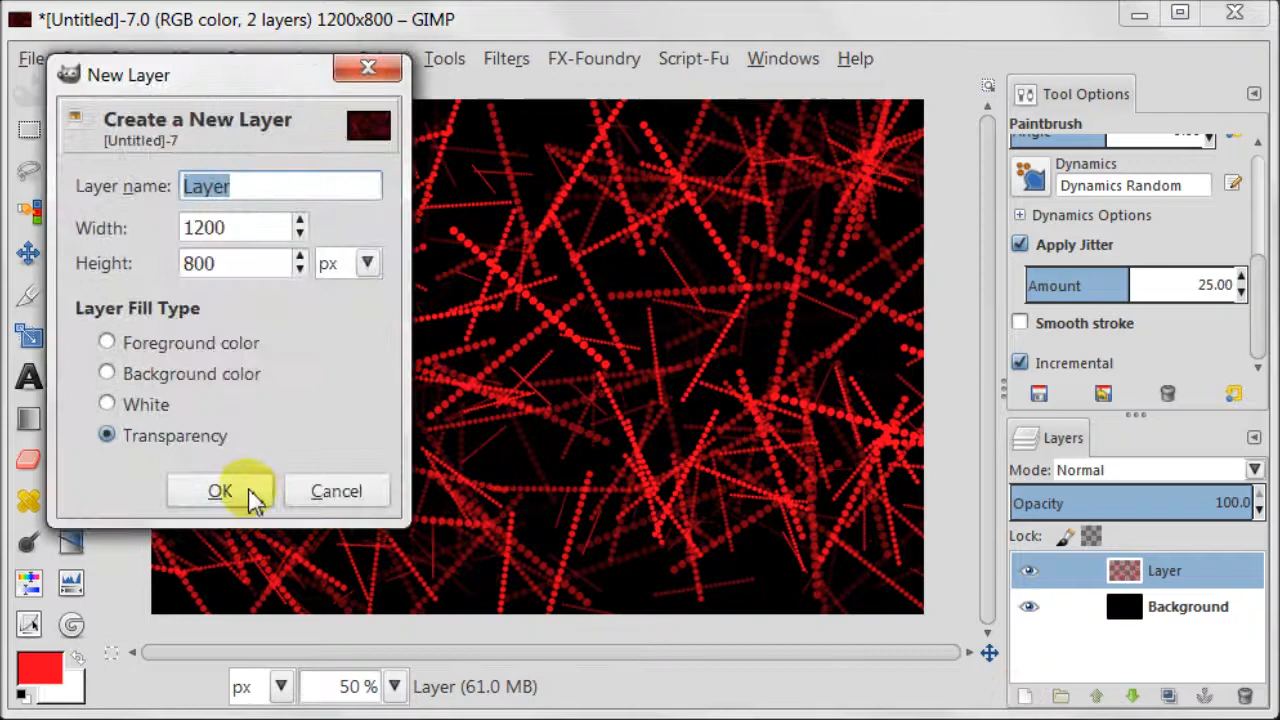 *[Untitled]-7.0 (RGB color, 2 layers) 1200x800 – GIMP
File Tools Filters FX-Foundry Script-Fu Windows Help
New Layer
Create a New Layer
[Untitled]-7
Layer name: Layer
Width: 1200
Height: 800 px
Layer Fill Type
Foreground color
Background color
White
Transparency
OK Cancel
Tool Options
Paintbrush
Dynamics
Dynamics Random
Dynamics Options
Apply Jitter
Amount 25.00
Smooth stroke
Incremental
Layers
Mode: Normal
Opacity 100.0
Lock:
Layer
Background
px 50 % Layer (61.0 MB)